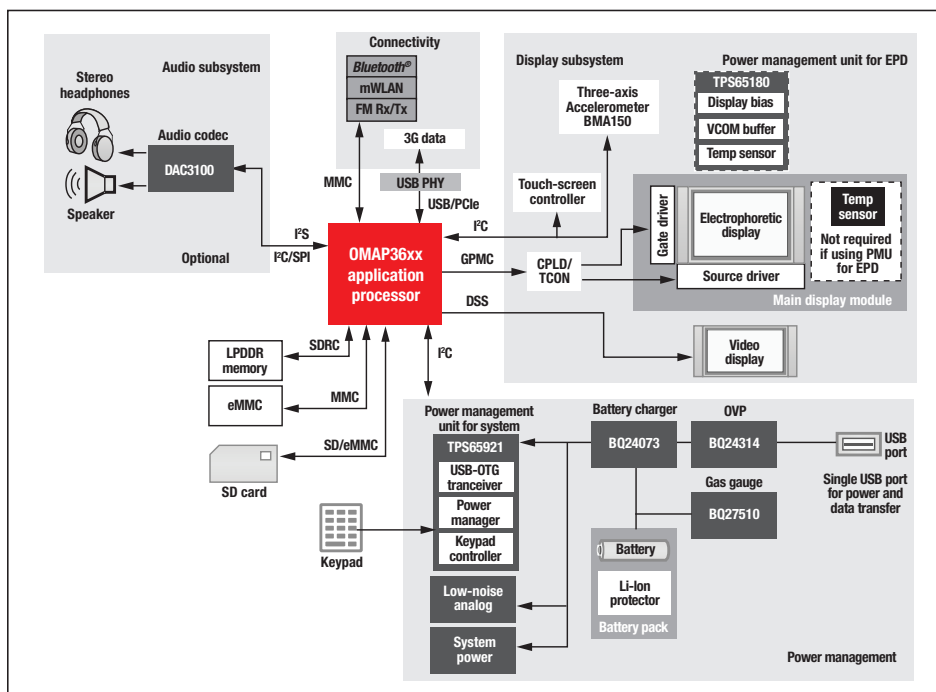 Audio subsystem
Stereo
headphones
Audio codec
DAC3100
Speaker
I²S
I²C/SPI
Optional
Connectivity
Bluetooth®
mWLAN
FM Rx/Tx
3G data
MMC
USB PHY
USB/PCIe
Display subsystem
Three-axis
Accelerometer
BMA150
Touch-screen
controller
I²C
Power management unit for EPD
TPS65180
Display bias
VCOM buffer
Temp sensor
Gate driver
Electrophoretic
display
Source driver
Temp
sensor
Not required
if using PMU
for EPD
Main display module
OMAP36xx
application
processor
GPMC
CPLD/
TCON
DSS
Video
display
I²C
LPDDR
memory
SDRC
eMMC
MMC
SD/eMMC
SD card
Keypad
Power management
unit for system
TPS65921
USB-OTG
tranceiver
Power
manager
Keypad
controller
Low-noise
analog
System
power
Battery charger
BQ24073
OVP
BQ24314
USB
port
Single USB port
for power and
data transfer
Gas gauge
BQ27510
Battery
Li-Ion
protector
Battery pack
Power management